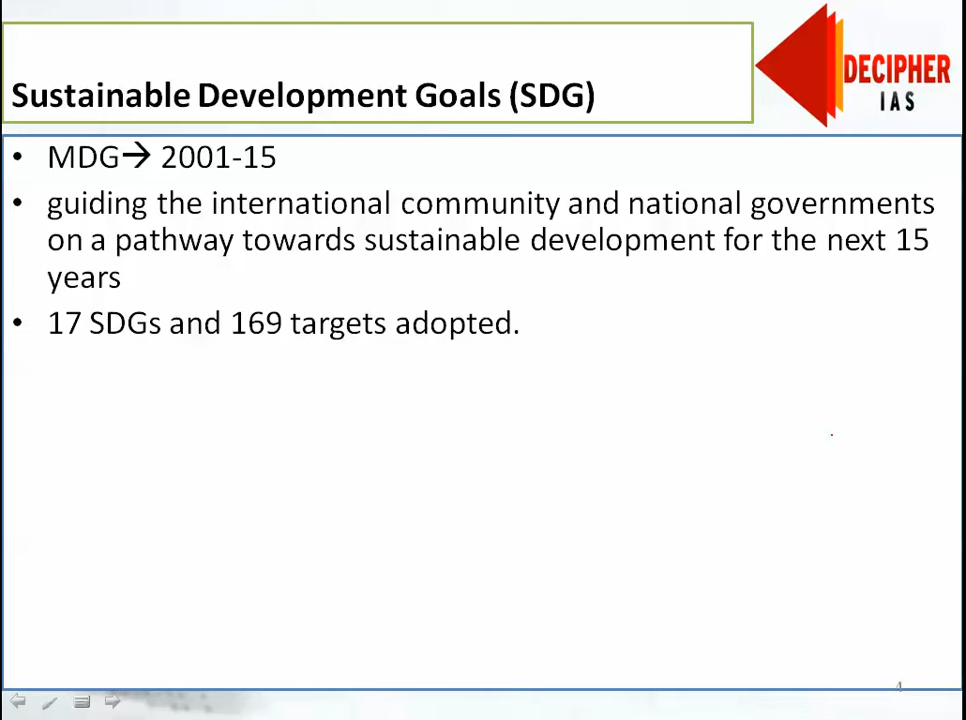 Sustainable Development Goals (SDG)
DECIPHER
IAS
• MDG→ 2001-15
• guiding the international community and national governments
on a pathway towards sustainable development for the next 15
years
• 17 SDGs and 169 targets adopted.
4